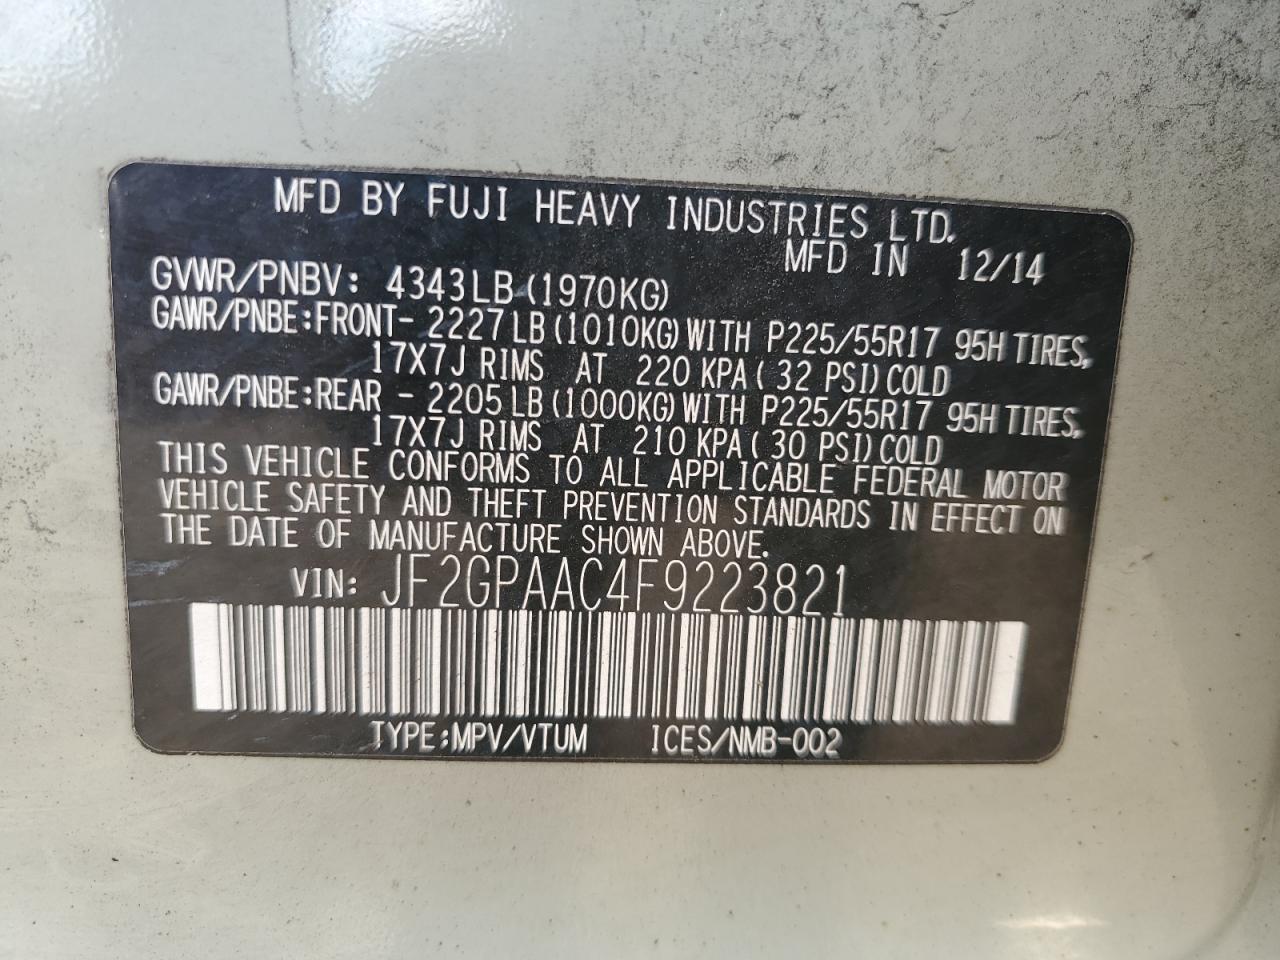 MFD BY FUJI HEAVY INDUSTRIES LTD.
MFD IN 12/14
GVWR/PNBV: 4343LB (1970KG)
GAWR/PNBE:FRONT- 2227LB (1010KG) WITH P225/55R17 95H TIRES,
17X7J RIMS AT 220 KPA ( 32 PSI) COLD
GAWR/PNBE:REAR - 2205LB (1000KG) WITH P225/55R17 95H TIRES,
17X7J RIMS AT 210 KPA ( 30 PSI) COLD
THIS VEHICLE CONFORMS TO ALL APPLICABLE FEDERAL MOTOR
VEHICLE SAFETY AND THEFT PREVENTION STANDARDS IN EFFECT ON
THE DATE OF MANUFACTURE SHOWN ABOVE.
VIN: JF2GPAAC4F9223821
TYPE:MPV/VTUM ICES/NMB-002